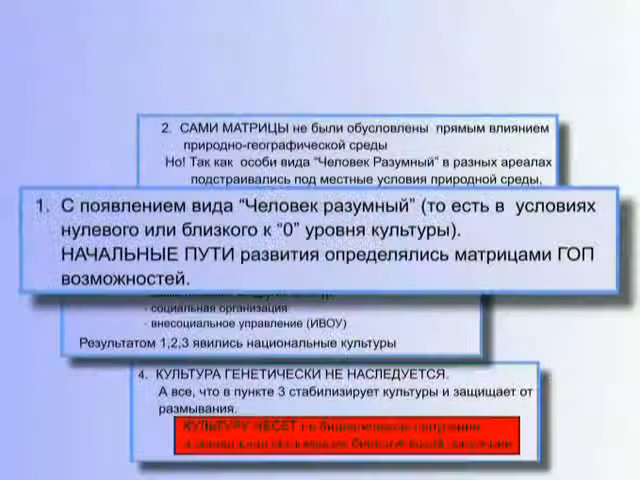 2. САМИ МАТРИЦЫ не были обусловлены прямым влиянием
природно-географической среды
Но! Так как особи вида “Человек Разумный” в разных ареалах
подстраивались под местные условия природной среды,
1. С появлением вида “Человек разумный” (то есть в условиях
нулевого или близкого к “0” уровня культуры).
НАЧАЛЬНЫЕ ПУТИ развития определялись матрицами ГОП
возможностей.
- социальная организация
- внесоциальное управление (ИВОУ)
Результатом 1,2,3 явились национальные культуры
4. КУЛЬТУРА ГЕНЕТИЧЕСКИ НЕ НАСЛЕДУЕТСЯ.
А все, что в пункте 3 стабилизирует культуры и защищает от
размывания.
КУЛЬТУРУ НЕСЕТ